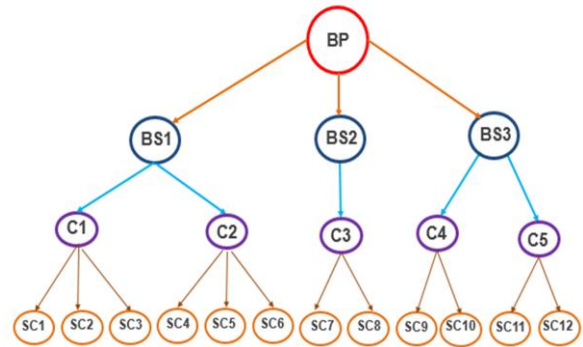 BP
BS1 BS2 BS3
C1 C2 C3 C4 C5
SC1 SC2 SC3 SC4 SC5 SC6 SC7 SC8 SC9 SC10 SC11 SC12